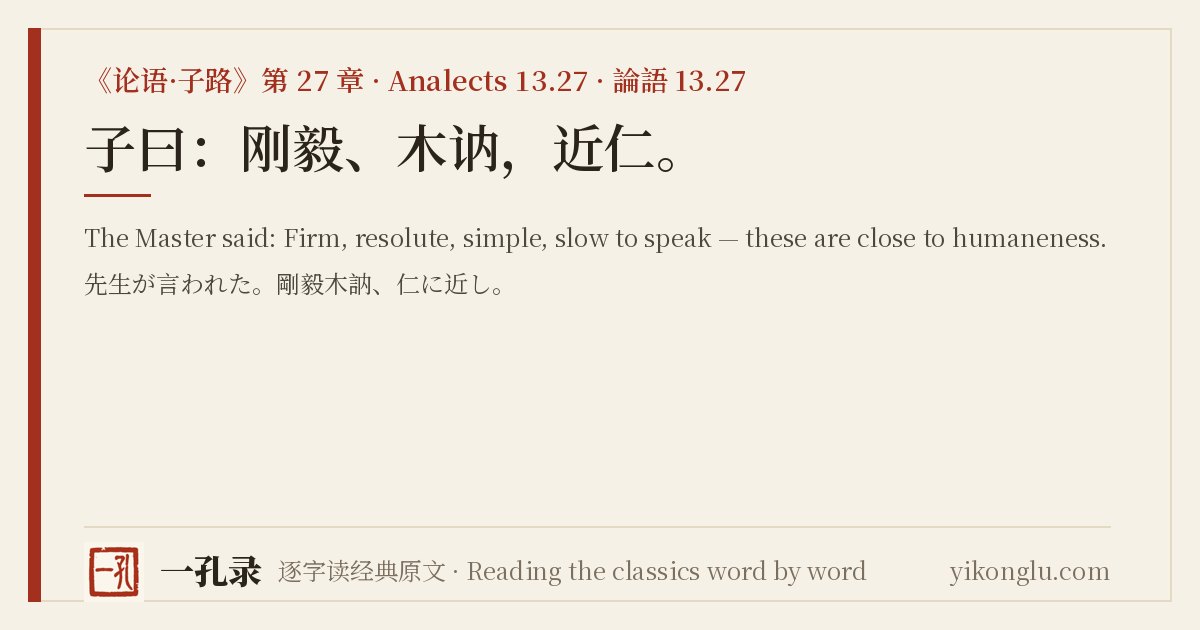 《论语·子路》第 27 章 · Analects 13.27 · 論語 13.27
子曰：刚毅、木讷，近仁。
The Master said: Firm, resolute, simple, slow to speak — these are close to humaneness.
先生が言われた。剛毅木訥、仁に近し。
一孔
一孔录 逐字读经典原文 · Reading the classics word by word yikonglu.com